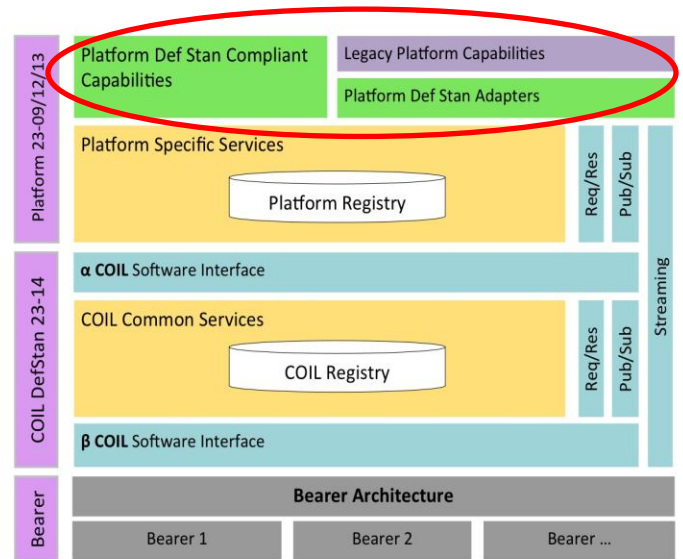 Platform 23-09/12/13
Platform Def Stan Compliant
Capabilities
Legacy Platform Capabilities
Platform Def Stan Adapters
Platform Specific Services
Platform Registry
Req/Res
Pub/Sub
Streaming
COIL DefStan 23-14
α COIL Software Interface
COIL Common Services
COIL Registry
Req/Res
Pub/Sub
β COIL Software Interface
Bearer
Bearer Architecture
Bearer 1
Bearer 2
Bearer ...